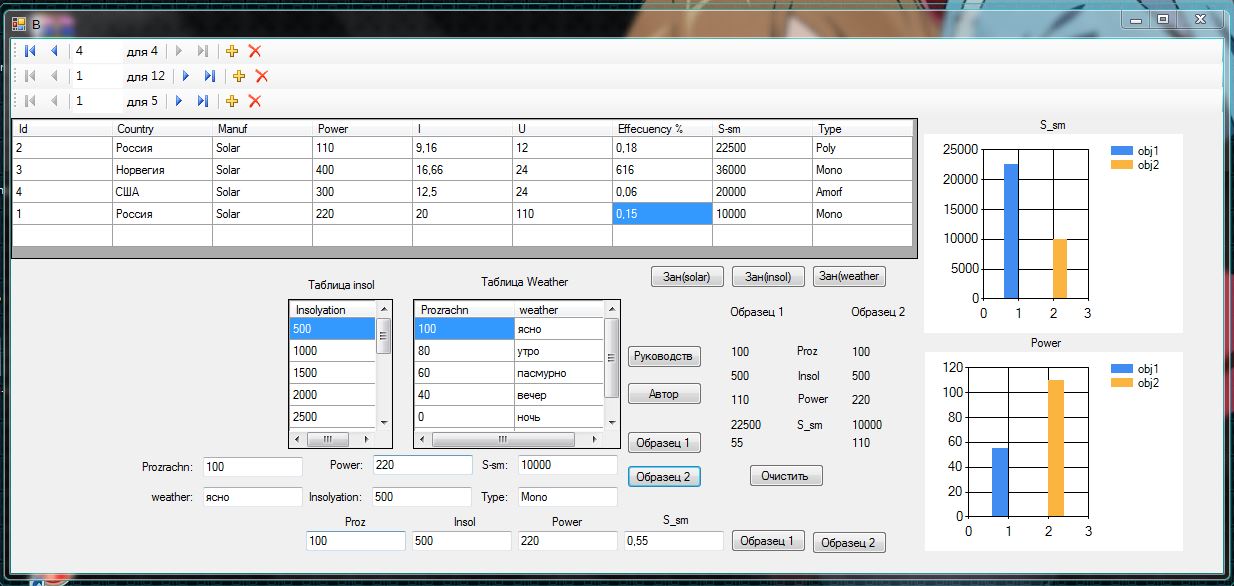 В
4 для 4
1 для 12
1 для 5
Id Country Manuf Power I U Effecuency % S-sm Type
2 Россия Solar 110 9,16 12 0,18 22500 Poly
3 Норвегия Solar 400 16,66 24 616 36000 Mono
4 США Solar 300 12,5 24 0,06 20000 Amorf
1 Россия Solar 220 20 110 0,15 10000 Mono
S_sm
25000
20000
15000
10000
5000
0
0 1 2 3
obj1
obj2
Зан(solar) Зан(insol) Зан(weather
Таблица insol
Insolyation
500
1000
1500
2000
2500
Таблица Weather
Prozrachn weather
100 ясно
80 утро
60 пасмурно
40 вечер
0 ночь
Руководств
Автор
Образец 1
Образец 2
Образец 1 Образец 2
100 Proz 100
500 Insol 500
110 Power 220
22500 S_sm 10000
55 110
Очистить
Power
120
100
80
60
40
20
0
0 1 2 3
obj1
obj2
Prozrachn: 100 Power: 220 S-sm: 10000
weather: ясно Insolyation: 500 Type: Mono
Proz Insol Power S_sm
100 500 220 0,55 Образец 1 Образец 2